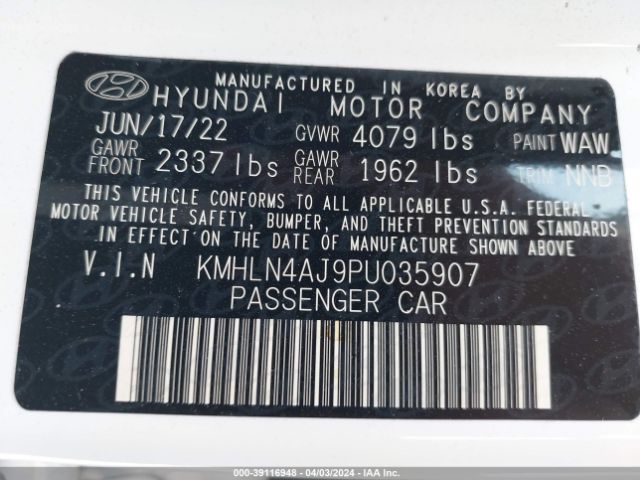 MANUFACTURED IN KOREA BY
HYUNDAI MOTOR COMPANY
JUN/17/22 GVWR 4079 lbs PAINT WAW
GAWR FRONT 2337 lbs GAWR REAR 1962 lbs TRIM NNB
THIS VEHICLE CONFORMS TO ALL APPLICABLE U.S.A. FEDERAL
MOTOR VEHICLE SAFETY, BUMPER, AND THEFT PREVENTION STANDARDS
IN EFFECT ON THE DATE OF MANUFACTURE SHOWN ABOVE
V.I.N KMHLN4AJ9PU035907
PASSENGER CAR
000-39116948 - 04/03/2024 - IAAI.com